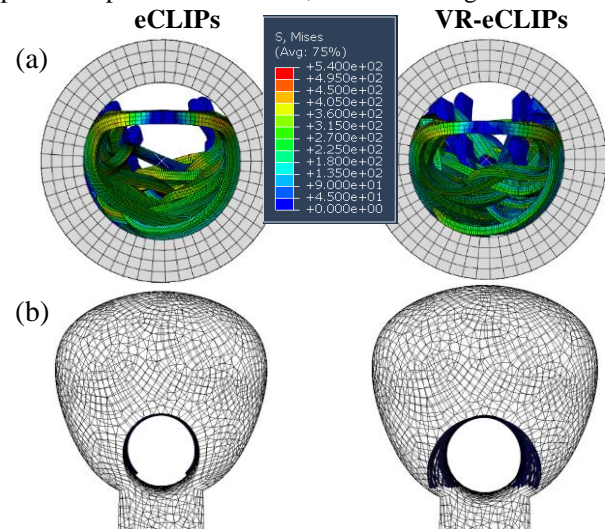 eCLIPs
VR-eCLIPs
(a)
S, Mises
(Avg: 75%)
+5.400e+02
+4.950e+02
+4.500e+02
+4.050e+02
+3.600e+02
+3.150e+02
+2.700e+02
+2.250e+02
+1.800e+02
+1.350e+02
+9.000e+01
+4.500e+01
+0.000e+00
(b)